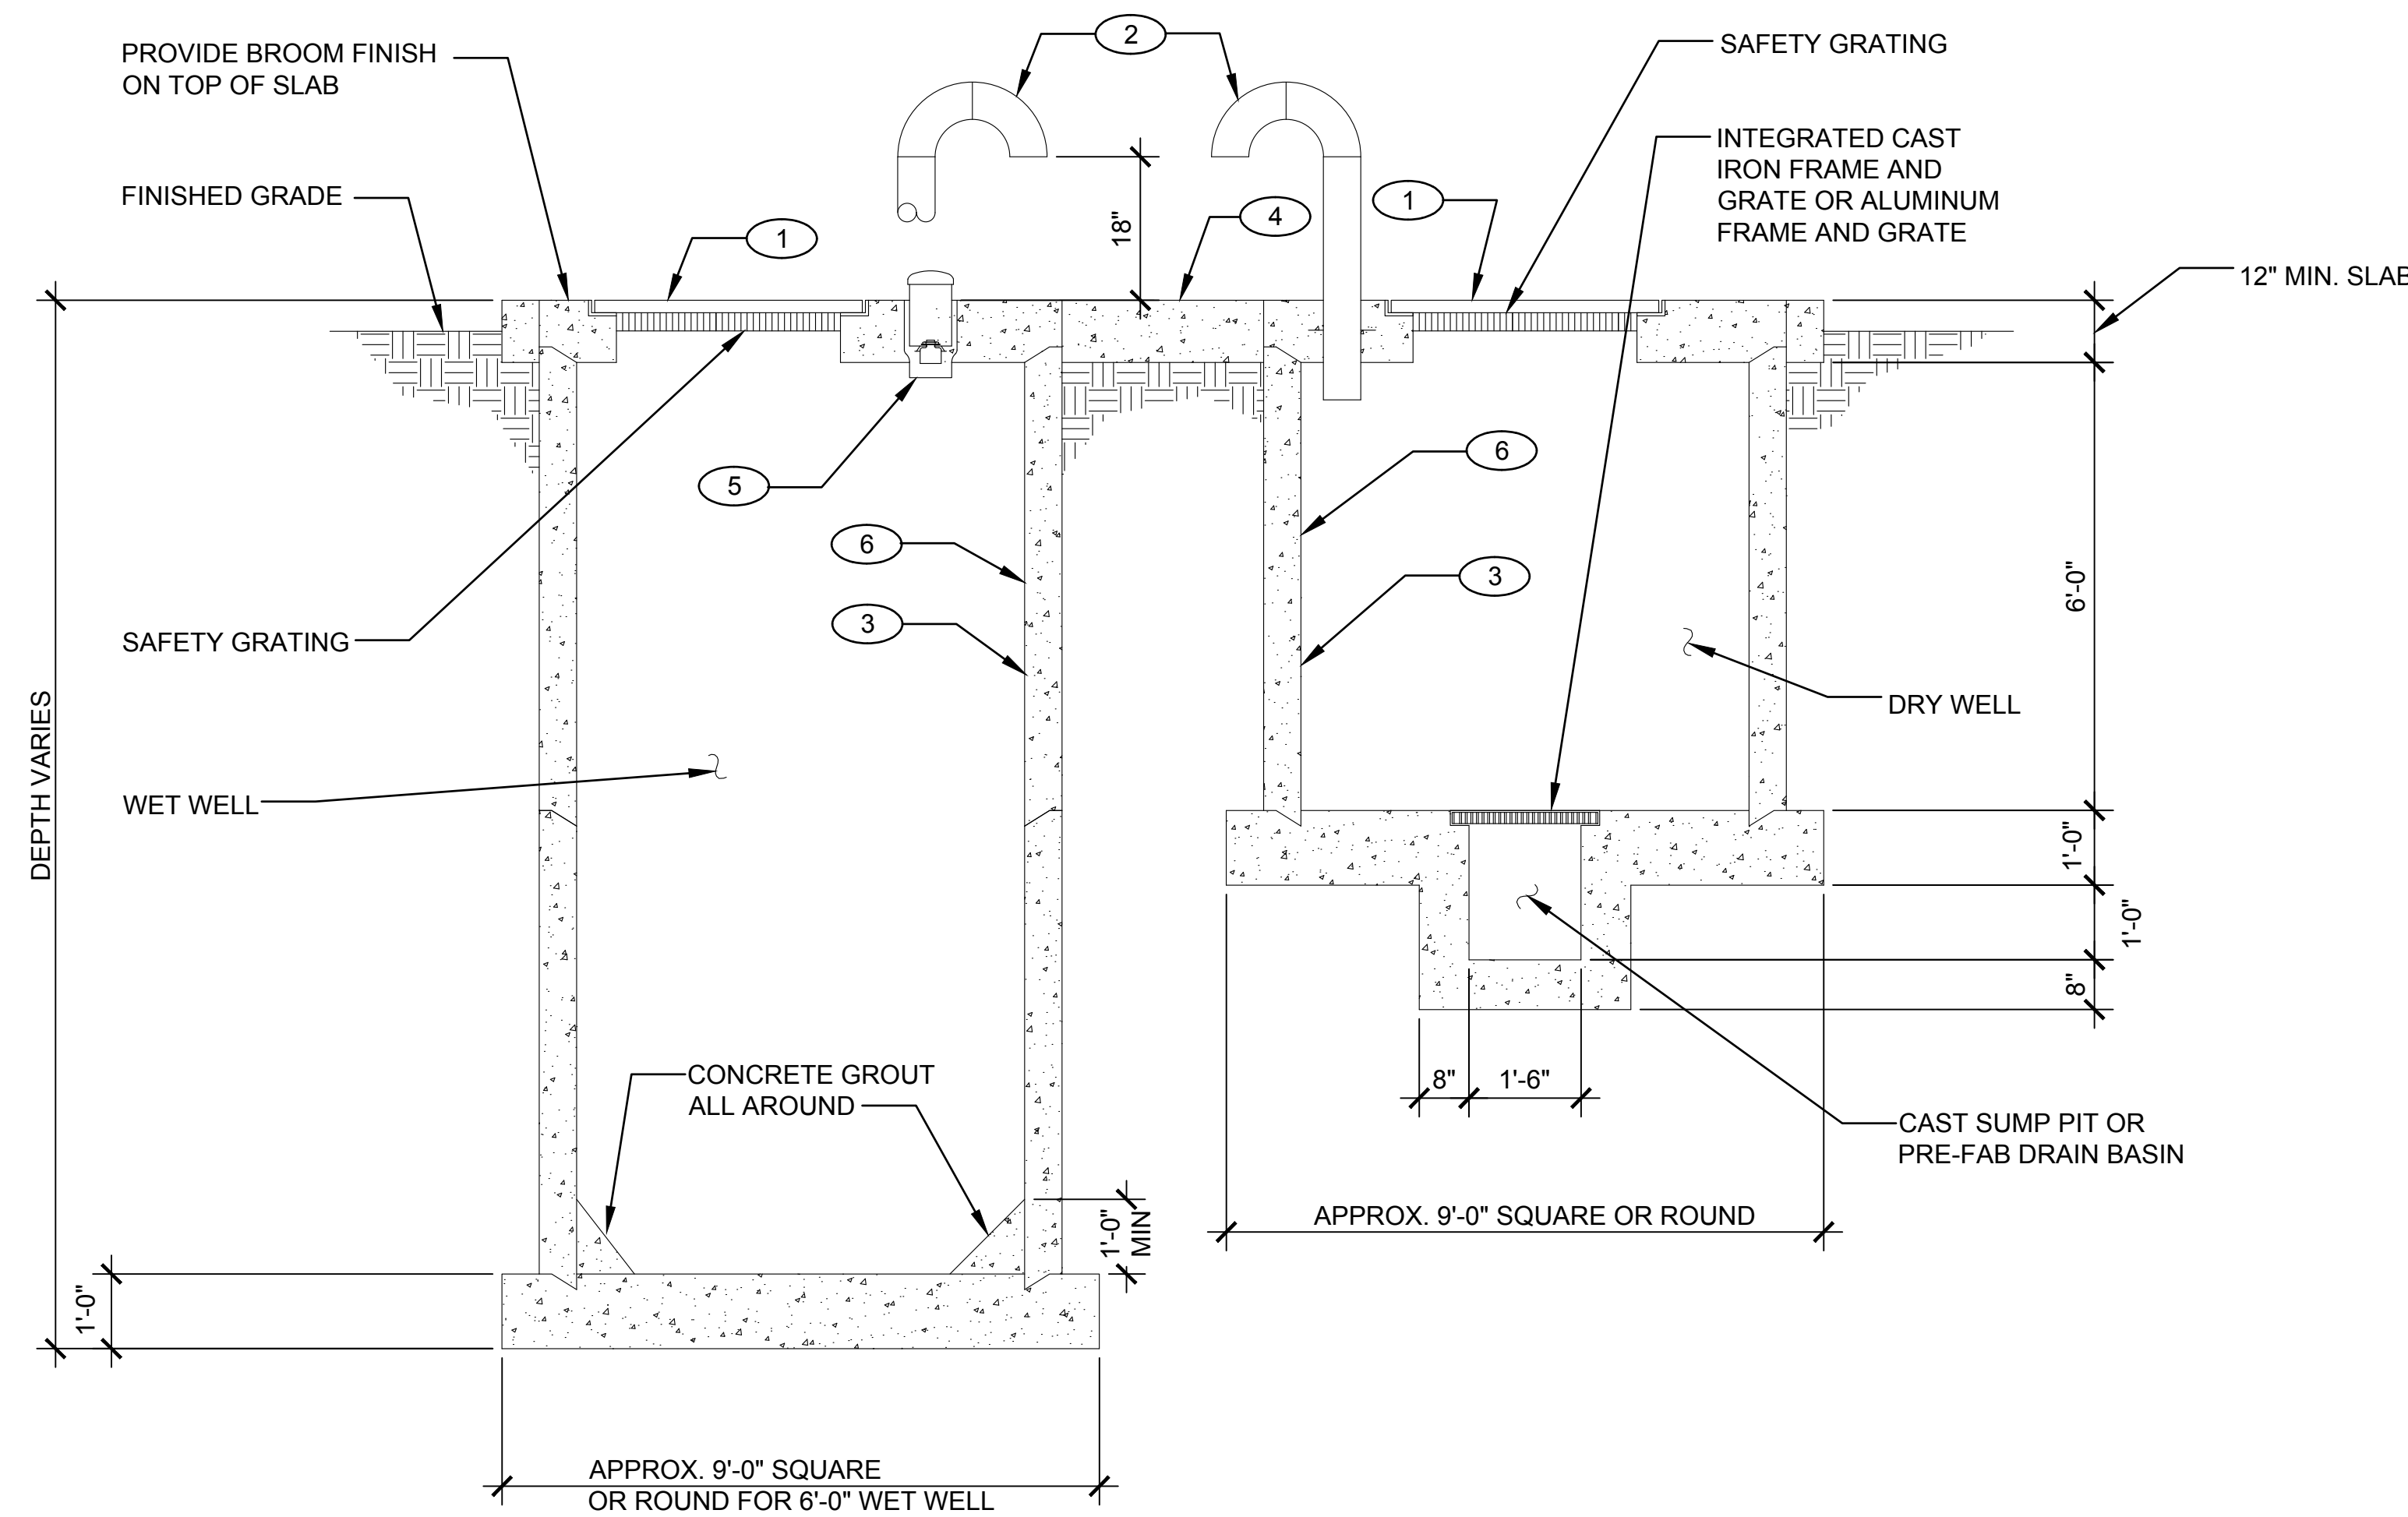 2
PROVIDE BROOM FINISH
ON TOP OF SLAB
SAFETY GRATING
INTEGRATED CAST
IRON FRAME AND
GRATE OR ALUMINUM
FRAME AND GRATE
FINISHED GRADE
1
18"
4
1
12" MIN. SLAB
5
6
6
3
3
6'-0"
SAFETY GRATING
DRY WELL
DEPTH VARIES
WET WELL
1'-0"
1'-0"
8"
CONCRETE GROUT
ALL AROUND
8"
1'-6"
CAST SUMP PIT OR
PRE-FAB DRAIN BASIN
1'-0"
MIN
APPROX. 9'-0" SQUARE OR ROUND
1'-0"
APPROX. 9'-0" SQUARE
OR ROUND FOR 6'-0" WET WELL